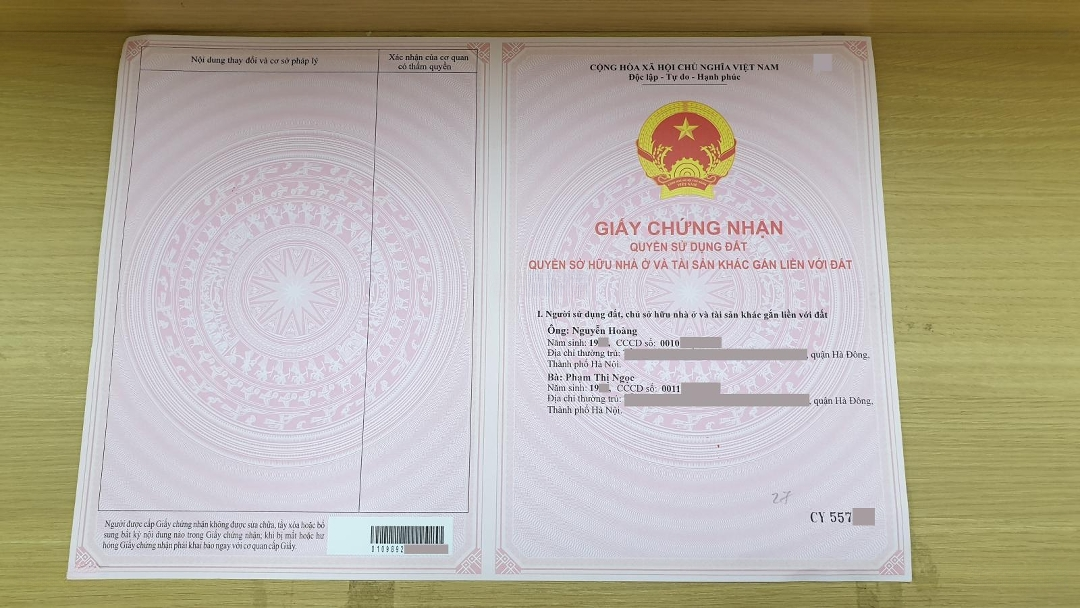 Nội dung thay đổi và cơ sở pháp lý
Xác nhận của cơ quan
có thẩm quyền
Người được cấp Giấy chứng nhận không được sửa chữa, tẩy xóa hoặc bổ
sung bất kỳ nội dung nào trong Giấy chứng nhận; khi bị mất hoặc hư
hỏng Giấy chứng nhận phải khai báo ngay với cơ quan cấp Giấy.
0109892
CỘNG HÒA XÃ HỘI CHỦ NGHĨA VIỆT NAM
Độc lập - Tự do - Hạnh phúc
VIỆT NAM
GIẤY CHỨNG NHẬN
QUYỀN SỬ DỤNG ĐẤT
QUYỀN SỞ HỮU NHÀ Ở VÀ TÀI SẢN KHÁC GẮN LIỀN VỚI ĐẤT
I. Người sử dụng đất, chủ sở hữu nhà ở và tài sản khác gắn liền với đất
Ông: Nguyễn Hoàng
Năm sinh: 19 , CCCD số: 0010
Địa chỉ thường trú: , quận Hà Đông,
Thành phố Hà Nội.
Bà: Phạm Thị Ngọc
Năm sinh: 19 , CCCD số: 0011
Địa chỉ thường trú: , quận Hà Đông,
Thành phố Hà Nội.
27
CY 557